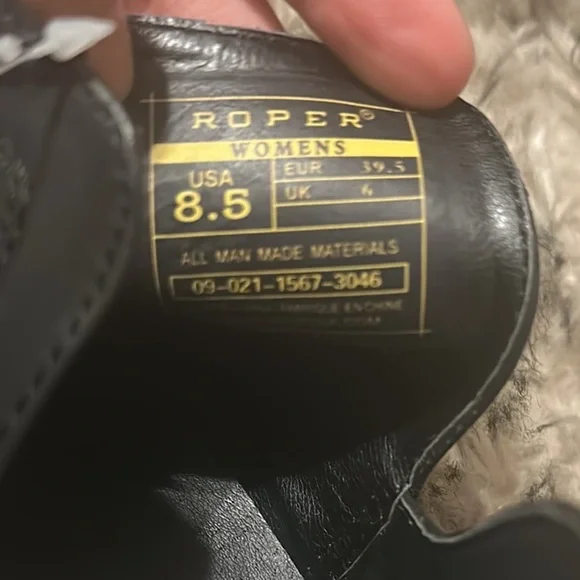 ROPER®
WOMENS
USA
8.5
EUR 39.5
UK 6
ALL MAN MADE MATERIALS
09-021-1567-3046